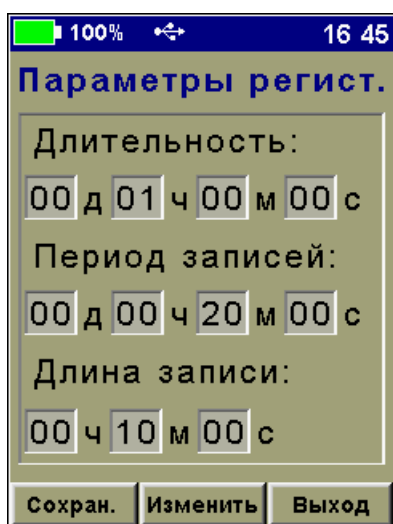 100% 16 45
Параметры регист.
Длительность:
00 д 01 ч 00 м 00 с
Период записей:
00 д 00 ч 20 м 00 с
Длина записи:
00 ч 10 м 00 с
Сохран. Изменить Выход